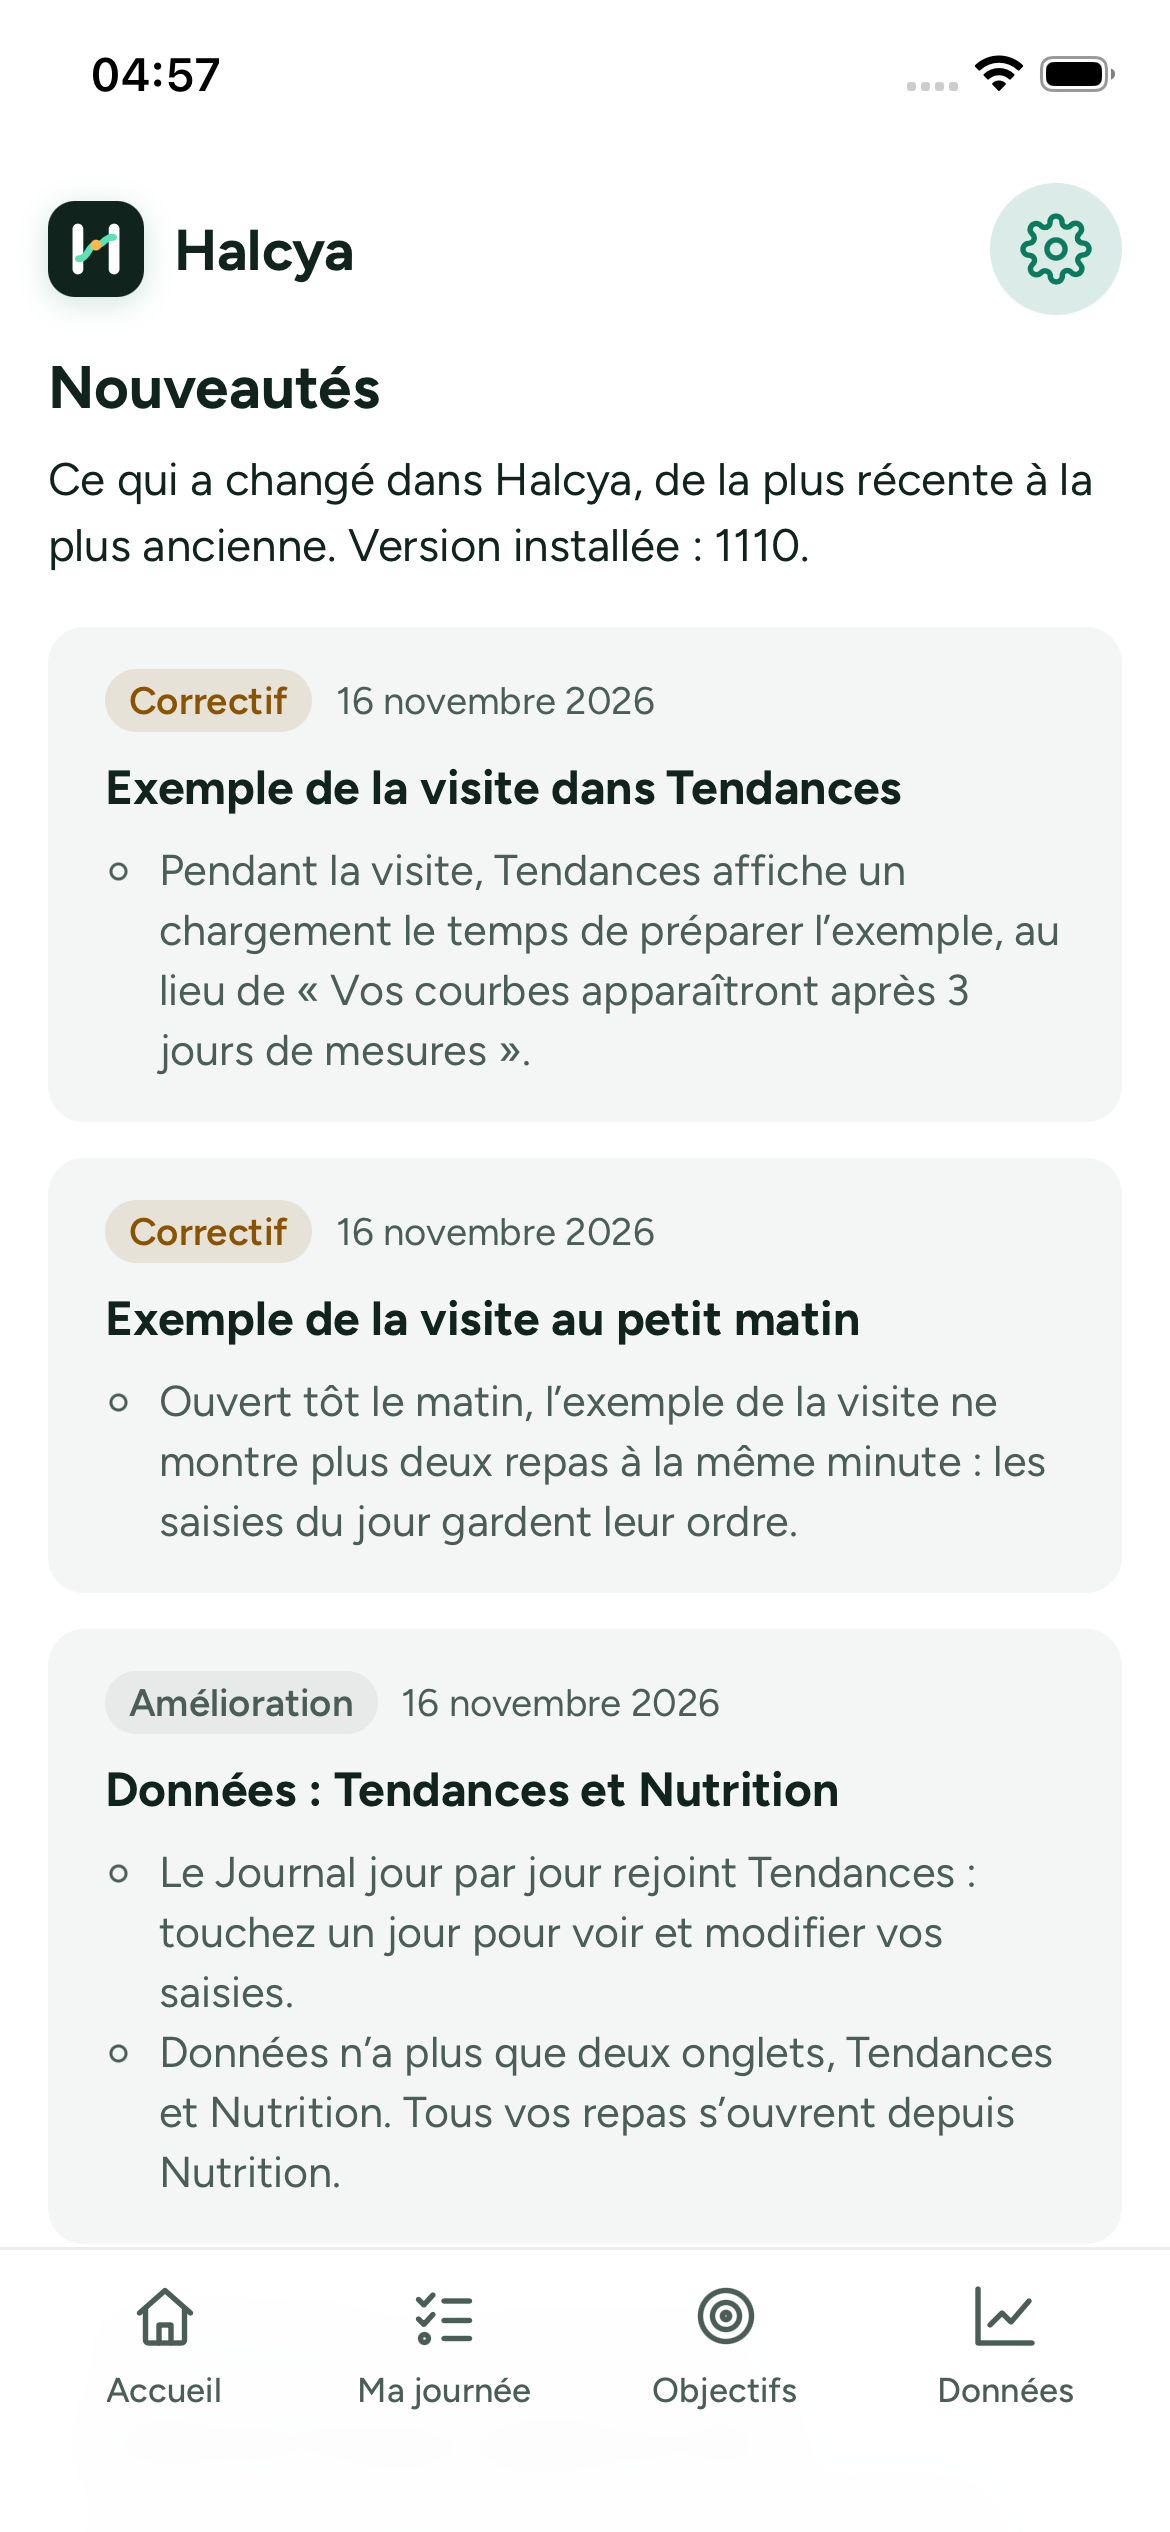 04:57
Halcya
Nouveautés
Ce qui a changé dans Halcya, de la plus récente à la
plus ancienne. Version installée : 1110.
Correctif 16 novembre 2026
Exemple de la visite dans Tendances
Pendant la visite, Tendances affiche un
chargement le temps de préparer l’exemple, au
lieu de « Vos courbes apparaîtront après 3
jours de mesures ».
Correctif 16 novembre 2026
Exemple de la visite au petit matin
Ouvert tôt le matin, l’exemple de la visite ne
montre plus deux repas à la même minute : les
saisies du jour gardent leur ordre.
Amélioration 16 novembre 2026
Données : Tendances et Nutrition
Le Journal jour par jour rejoint Tendances :
touchez un jour pour voir et modifier vos
saisies.
Données n’a plus que deux onglets, Tendances
et Nutrition. Tous vos repas s’ouvrent depuis
Nutrition.
Accueil Ma journée Objectifs Données